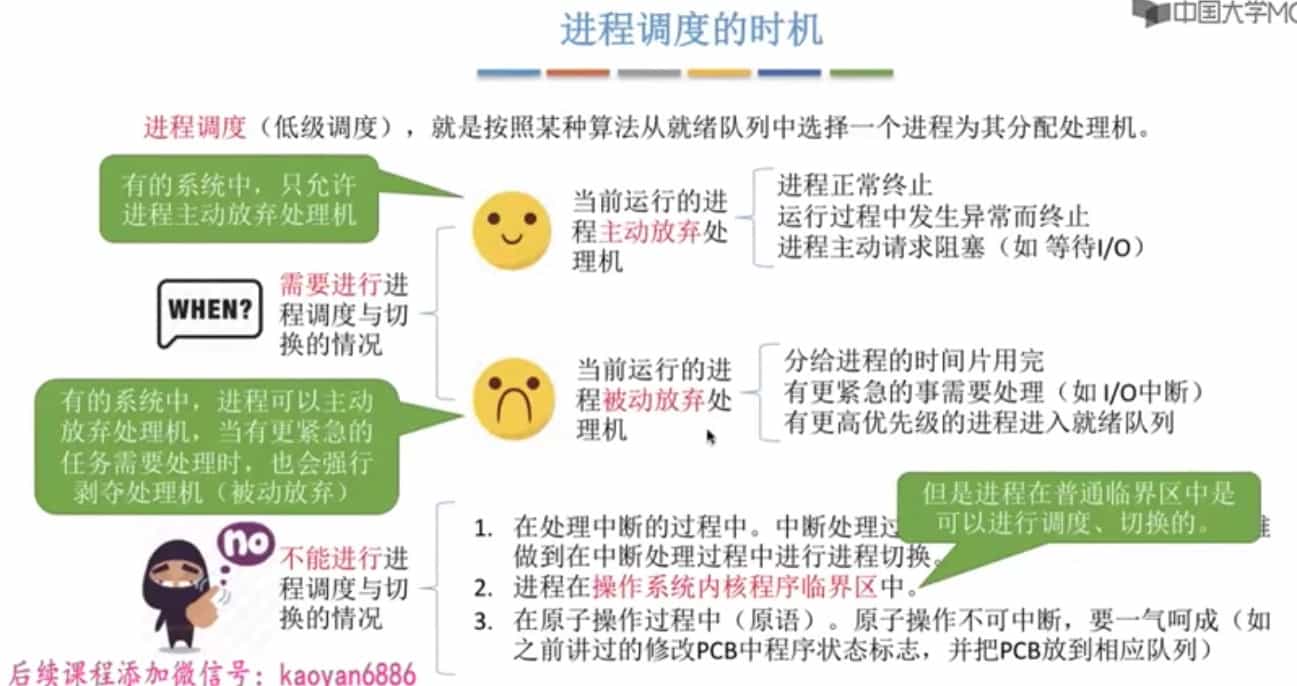 进程调度的时机
中国大学MO
进程调度（低级调度），就是按照某种算法从就绪队列中选择一个进程为其分配处理机。
有的系统中，只允许
进程主动放弃处理机
当前运行的进
程主动放弃处
理机
进程正常终止
运行过程中发生异常而终止
进程主动请求阻塞（如 等待I/O）
WHEN?
需要进行进
程调度与切
换的情况
有的系统中，进程可以主动
放弃处理机，当有更紧急的
任务需要处理时，也会强行
剥夺处理机（被动放弃）
当前运行的进
程被动放弃处
理机
分给进程的时间片用完
有更紧急的事需要处理（如 I/O中断）
有更高优先级的进程进入就绪队列
no
不能进行进
程调度与切
换的情况
但是进程在普通临界区中是
可以进行调度、切换的。
1. 在处理中断的过程中。中断处理过
做到在中断处理过程中进行进程切换。
2. 进程在操作系统内核程序临界区中。
3. 在原子操作过程中（原语）。原子操作不可中断，要一气呵成（如
之前讲过的修改PCB中程序状态标志，并把PCB放到相应队列）
后续课程添加微信号：kaoyan6886